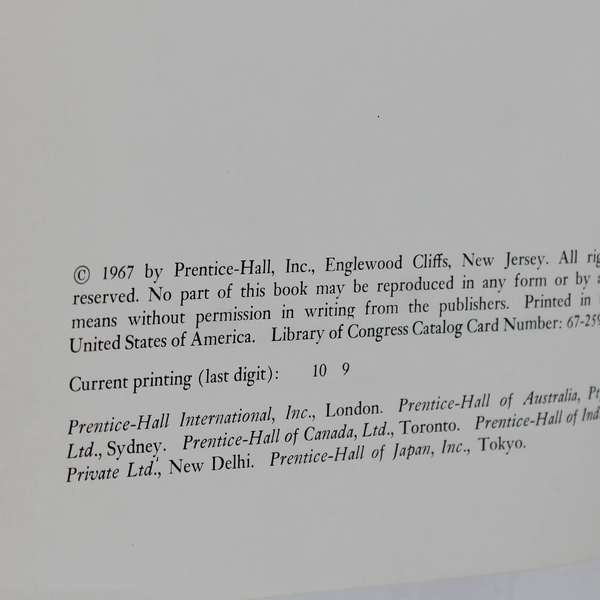 © 1967 by Prentice-Hall, Inc., Englewood Cliffs, New Jersey. All
reserved. No part of this book may be reproduced in any form or by
means without permission in writing from the publishers. Printed in
United States of America. Library of Congress Catalog Card Number: 67-259
Current printing (last digit): 10 9
Prentice-Hall International, Inc., London. Prentice-Hall of Australia,
Ltd., Sydney. Prentice-Hall of Canada, Ltd., Toronto. Prentice-Hall of
Private Ltd., New Delhi. Prentice-Hall of Japan, Inc., Tokyo.